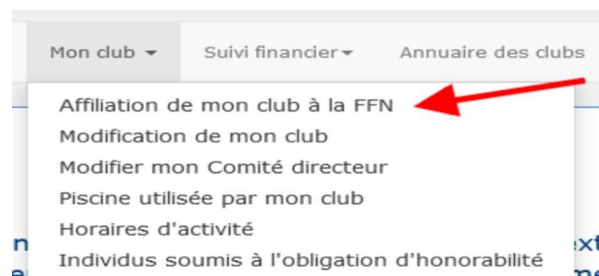 Mon club Suivi financier Annuaire des clubs
Affiliation de mon club à la FFN
Modification de mon club
Modifier mon Comité directeur
Piscine utilisée par mon club
Horaires d'activité
Individus soumis à l'obligation d'honorabilité